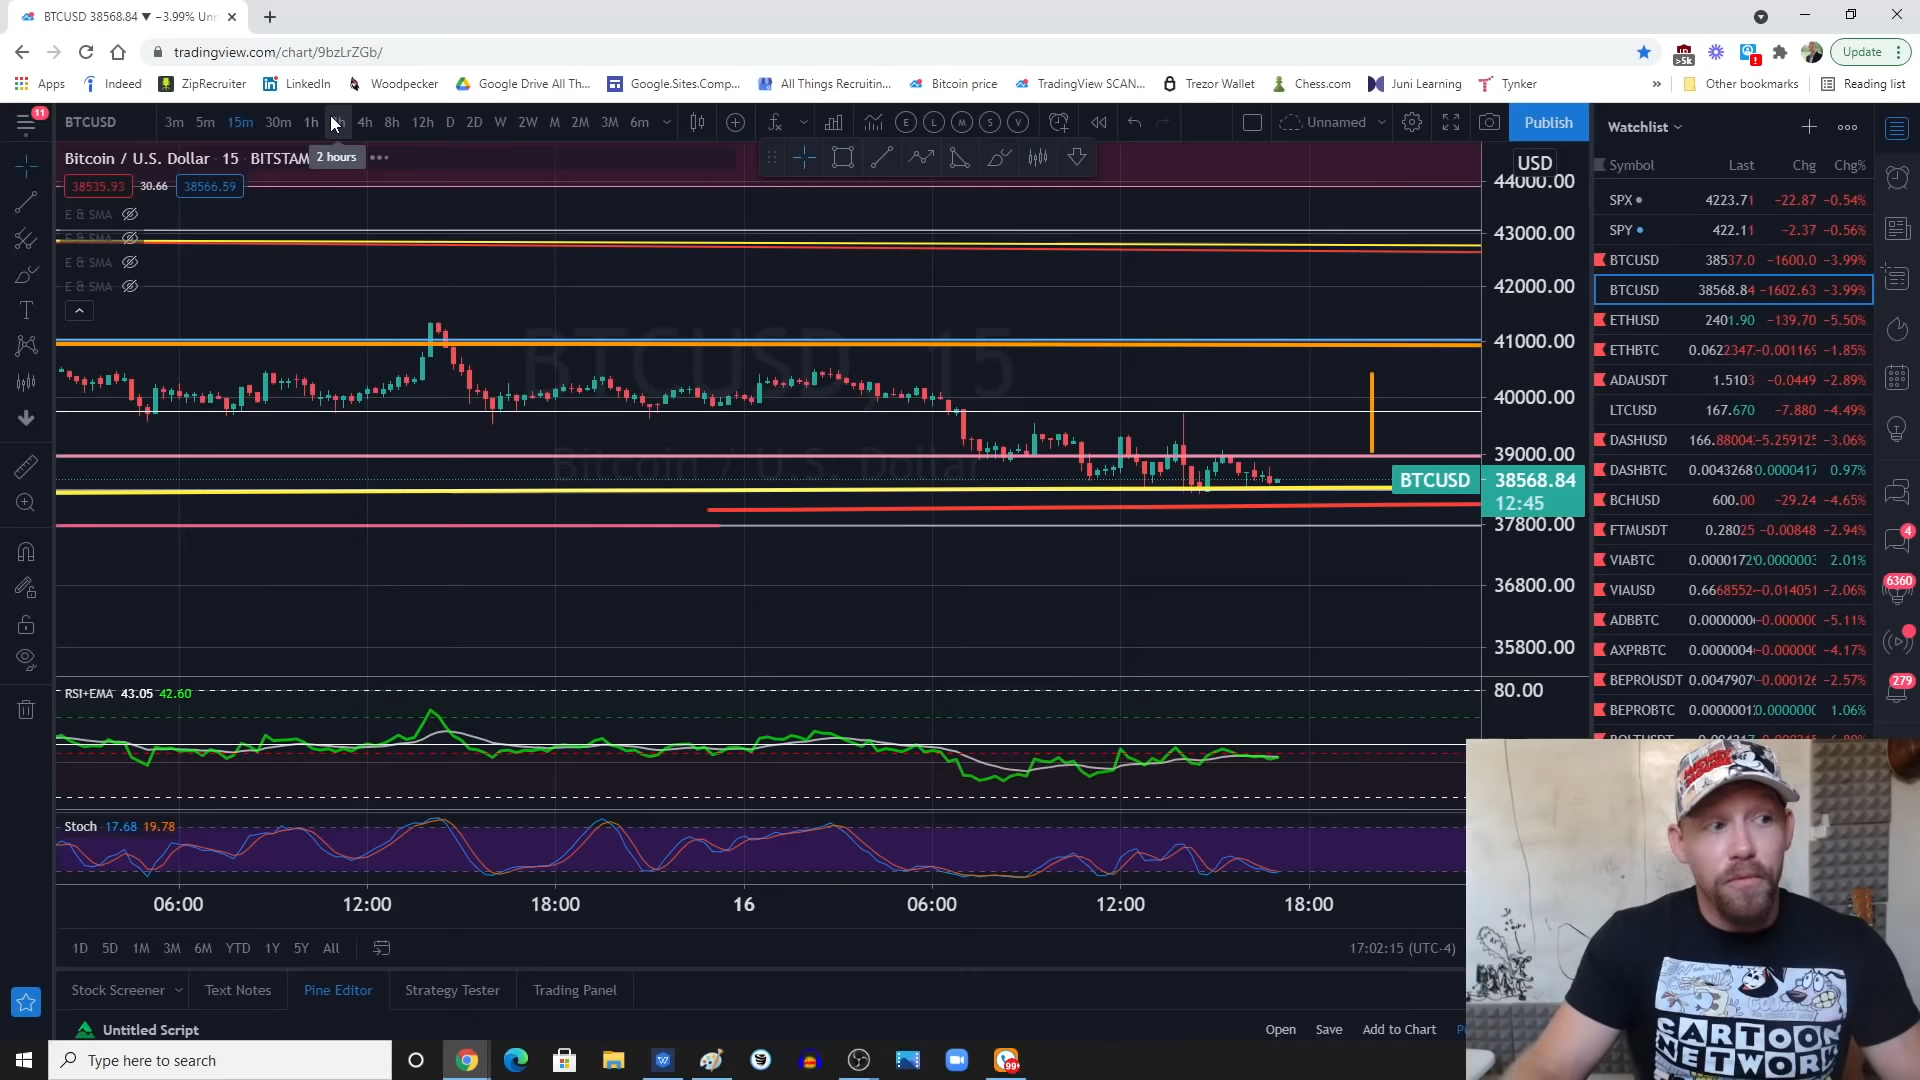 BTCUSD 38568.84 ▼ −3.99% Unn
tradingview.com/chart/9bzLrZGb/
>5k
Update
Apps Indeed ZipRecruiter LinkedIn Woodpecker Google Drive All Th... Google.Sites.Comp... All Things Recruitin... Bitcoin price TradingView SCAN... Trezor Wallet Chess.com Juni Learning Tynker » Other bookmarks Reading list
11
BTCUSD 3m 5m 15m 30m 1h 4h 8h 12h D 2D W 2W M 2M 3M 6m
E L M S V
Unnamed
Publish
Watchlist
2 hours
Bitcoin / U.S. Dollar · 15 · BITSTAM
USD
Symbol Last Chg Chg%
38535.93 30.66 38566.59
E & SMA
E & SMA
E & SMA
E & SMA
BTCUSD, 15
Bitcoin / U.S. Dollar
44000.00
43000.00
42000.00
41000.00
40000.00
39000.00
BTCUSD 38568.84
12:45
37800.00
36800.00
35800.00
80.00
SPX 4223.71 −22.87 −0.54%
SPY 422.11 −2.37 −0.56%
BTCUSD 38537.0 −1600.0 −3.99%
BTCUSD 38568.84 −1602.63 −3.99%
ETHUSD 2401.90 −139.70 −5.50%
ETHBTC 0.0622347 −0.001169 −1.85%
ADAUSDT 1.5103 −0.0449 −2.89%
LTCUSD 167.670 −7.880 −4.49%
DASHUSD 166.88004 −5.259125 −3.06%
DASHBTC 0.0043268 0.0000417 0.97%
BCHUSD 600.00 −29.24 −4.65%
FTMUSDT 0.28025 −0.00848 −2.94%
VIABTC 0.0000172 0.0000003 2.01%
VIAUSD 0.668552 −0.014051 −2.06%
ADBBTC 0.0000000 −0.000000 −5.11%
AXPRBTC 0.0000004 −0.000000 −4.17%
BEPROUSDT 0.0047907 −0.000126 −2.57%
BEPROBTC 0.0000001 0.0000000 1.06%
4
6360
279
RSI+EMA 43.05 42.60
Stoch 17.68 19.78
06:00 12:00 18:00 16 06:00 12:00 18:00
1D 5D 1M 3M 6M YTD 1Y 5Y All
17:02:15 (UTC-4)
Stock Screener Text Notes Pine Editor Strategy Tester Trading Panel
Untitled Script
Open Save Add to Chart
Type here to search
99+
CARTOON
NETWORK